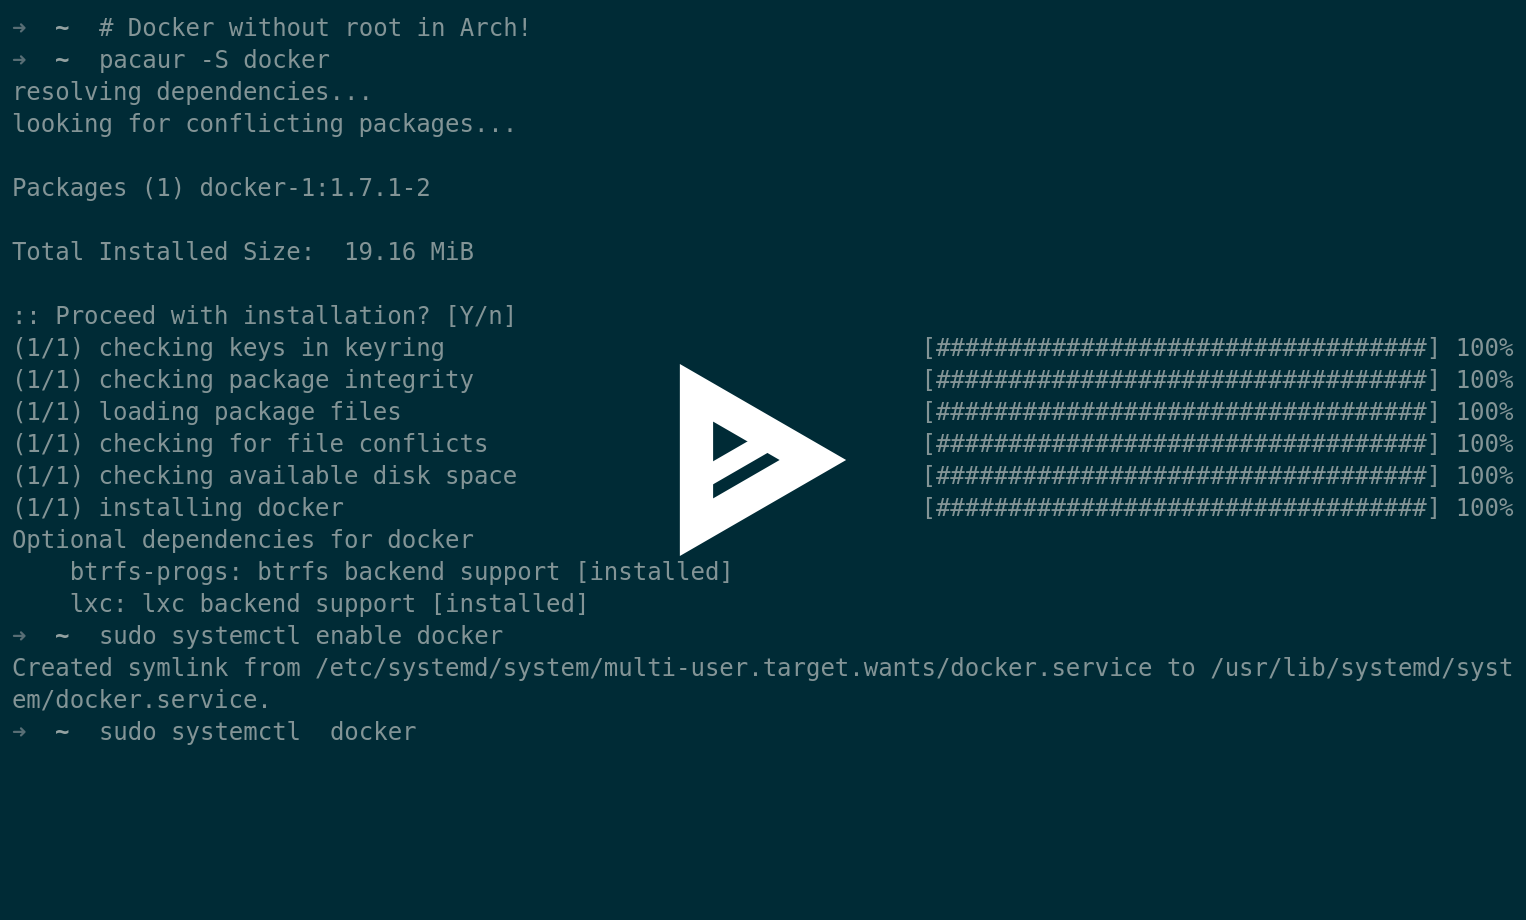 ➜  ~  # Docker without root in Arch!
➜  ~  pacaur -S docker
resolving dependencies...
looking for conflicting packages...
Packages (1) docker-1:1.7.1-2
Total Installed Size:  19.16 MiB
:: Proceed with installation? [Y/n]
(1/1) checking keys in keyring [##################################] 100%
(1/1) checking package integrity [##################################] 100%
(1/1) loading package files [##################################] 100%
(1/1) checking for file conflicts [##################################] 100%
(1/1) checking available disk space [##################################] 100%
(1/1) installing docker [##################################] 100%
Optional dependencies for docker
    btrfs-progs: btrfs backend support [installed]
    lxc: lxc backend support [installed]
➜  ~  sudo systemctl enable docker
Created symlink from /etc/systemd/system/multi-user.target.wants/docker.service to /usr/lib/systemd/syst
em/docker.service.
➜  ~  sudo systemctl  docker